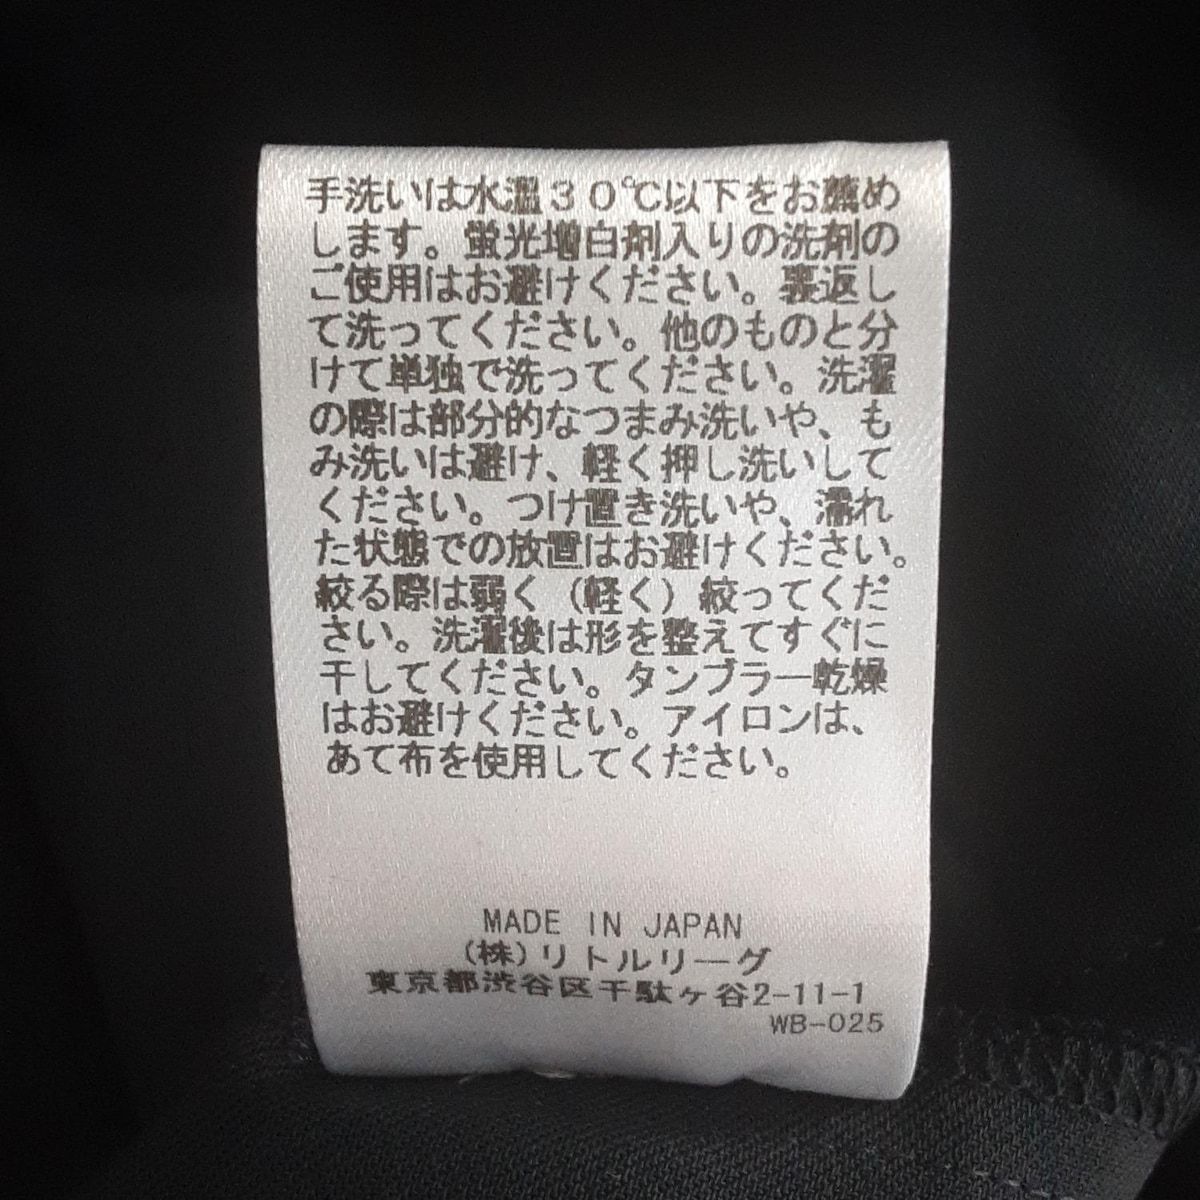 手洗いは水温30℃以下をお薦め
します。蛍光増白剤入りの洗剤の
ご使用はお避けください。裏返し
て洗ってください。他のものと分
けて単独で洗ってください。洗濯
の際は部分的なつまみ洗いや、も
み洗いは避け、軽く押し洗いして
ください。つけ置き洗いや、濡れ
た状態での放置はお避けください。
絞る際は弱く(軽く)絞ってくだ
さい。洗濯後は形を整えてすぐに
干してください。タンブラー乾燥
はお避けください。アイロンは、
あて布を使用してください。
MADE IN JAPAN
(株)リトルリーグ
東京都渋谷区千駄ヶ谷2-11-1
WB-025